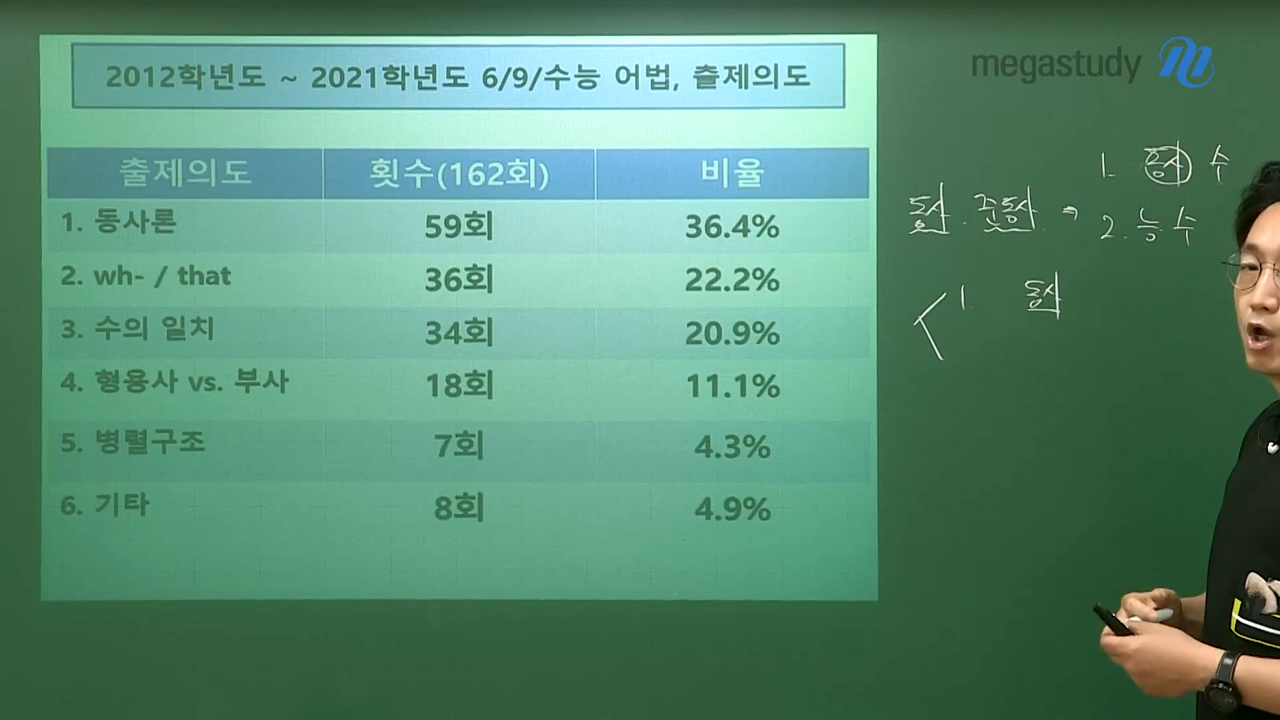 megastudy
2012학년도 ~ 2021학년도 6/9/수능 어법, 출제의도
출제의도 횟수(162회) 비율
1. 동사론 59회 36.4%
2. wh- / that 36회 22.2%
3. 수의 일치 34회 20.9%
4. 형용사 vs. 부사 18회 11.1%
5. 병렬구조 7회 4.3%
6. 기타 8회 4.9%
동사. 준동사
1. 동사 수
2. 능. 수
1 동사